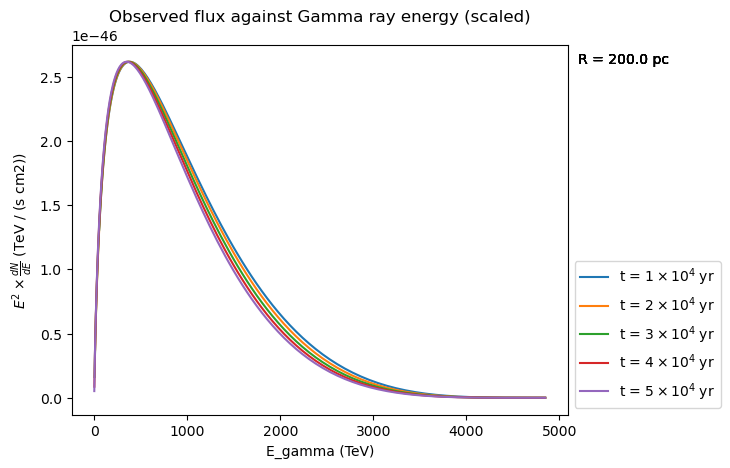 Observed flux against Gamma ray energy (scaled)
1e−46
R = 200.0 pc
2.5
2.0
1.5
1.0
0.5
0.0
E² × dN/dE (TeV / (s cm2))
0 1000 2000 3000 4000 5000
E_gamma (TeV)
t = 1 × 10⁴ yr
t = 2 × 10⁴ yr
t = 3 × 10⁴ yr
t = 4 × 10⁴ yr
t = 5 × 10⁴ yr